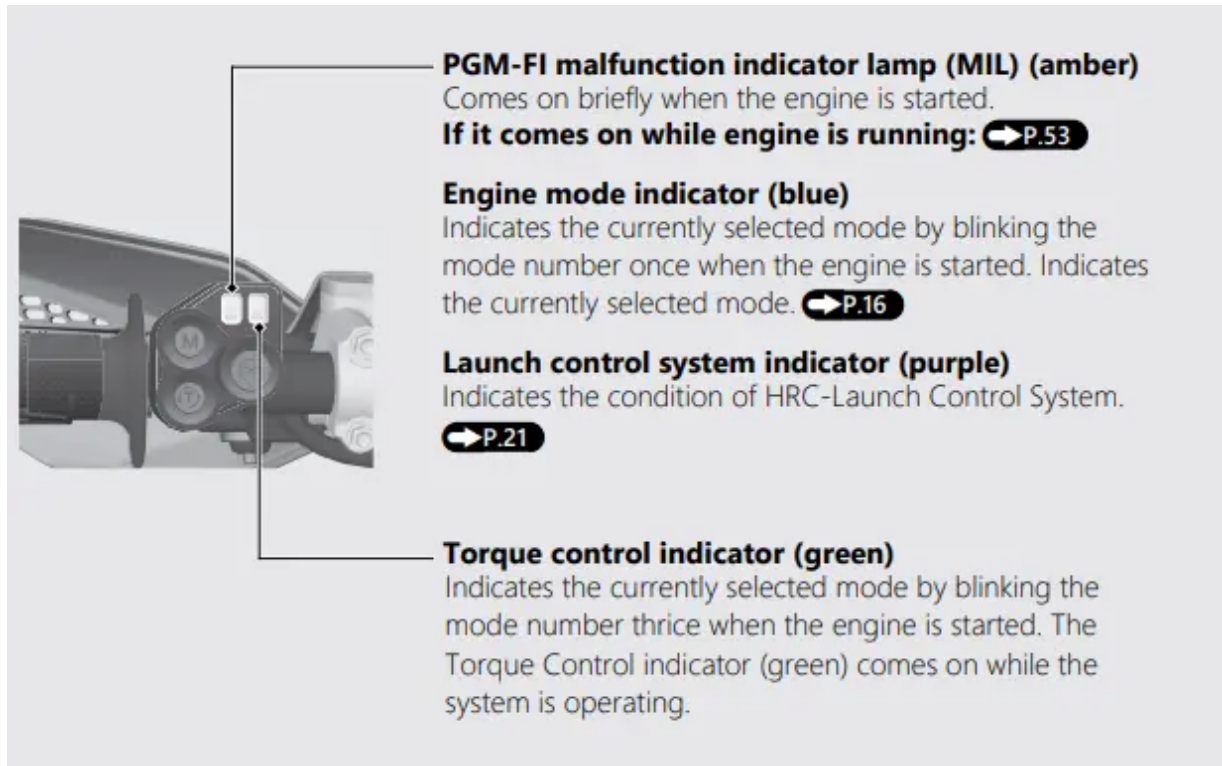 PGM-FI malfunction indicator lamp (MIL) (amber)
Comes on briefly when the engine is started.
If it comes on while engine is running: P.53
Engine mode indicator (blue)
Indicates the currently selected mode by blinking the
mode number once when the engine is started. Indicates
the currently selected mode. P.16
Launch control system indicator (purple)
Indicates the condition of HRC-Launch Control System.
P.21
M
T
Torque control indicator (green)
Indicates the currently selected mode by blinking the
mode number thrice when the engine is started. The
Torque Control indicator (green) comes on while the
system is operating.